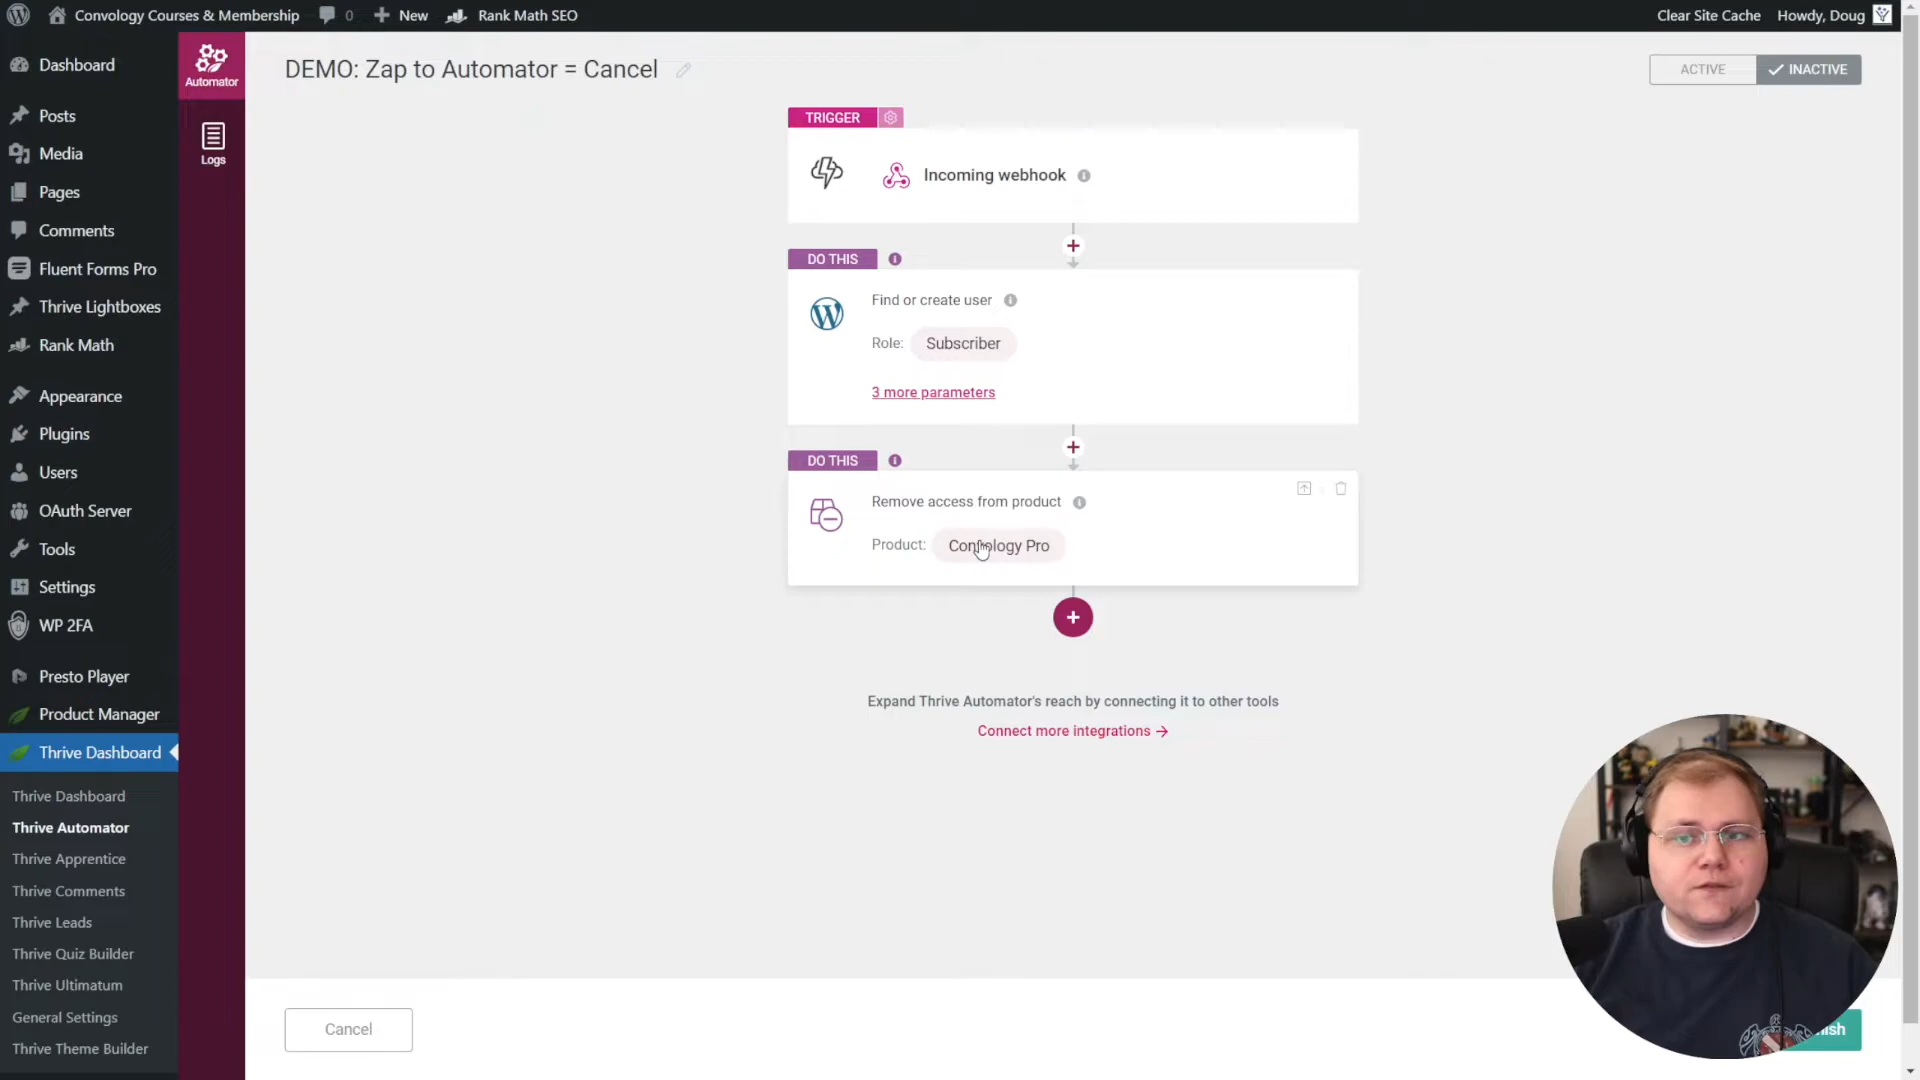 Convology Courses & Membership
0
New
Rank Math SEO
Clear Site Cache
Howdy, Doug
Dashboard
Posts
Media
Pages
Comments
Fluent Forms Pro
Thrive Lightboxes
Rank Math
Appearance
Plugins
Users
OAuth Server
Tools
Settings
WP 2FA
Presto Player
Product Manager
Thrive Dashboard
Thrive Dashboard
Thrive Automator
Thrive Apprentice
Thrive Comments
Thrive Leads
Thrive Quiz Builder
Thrive Ultimatum
General Settings
Thrive Theme Builder
Automator
Logs
DEMO: Zap to Automator = Cancel
ACTIVE
INACTIVE
TRIGGER
Incoming webhook
DO THIS
Find or create user
Role: Subscriber
3 more parameters
DO THIS
Remove access from product
Product: Convology Pro
Expand Thrive Automator's reach by connecting it to other tools
Connect more integrations →
Cancel